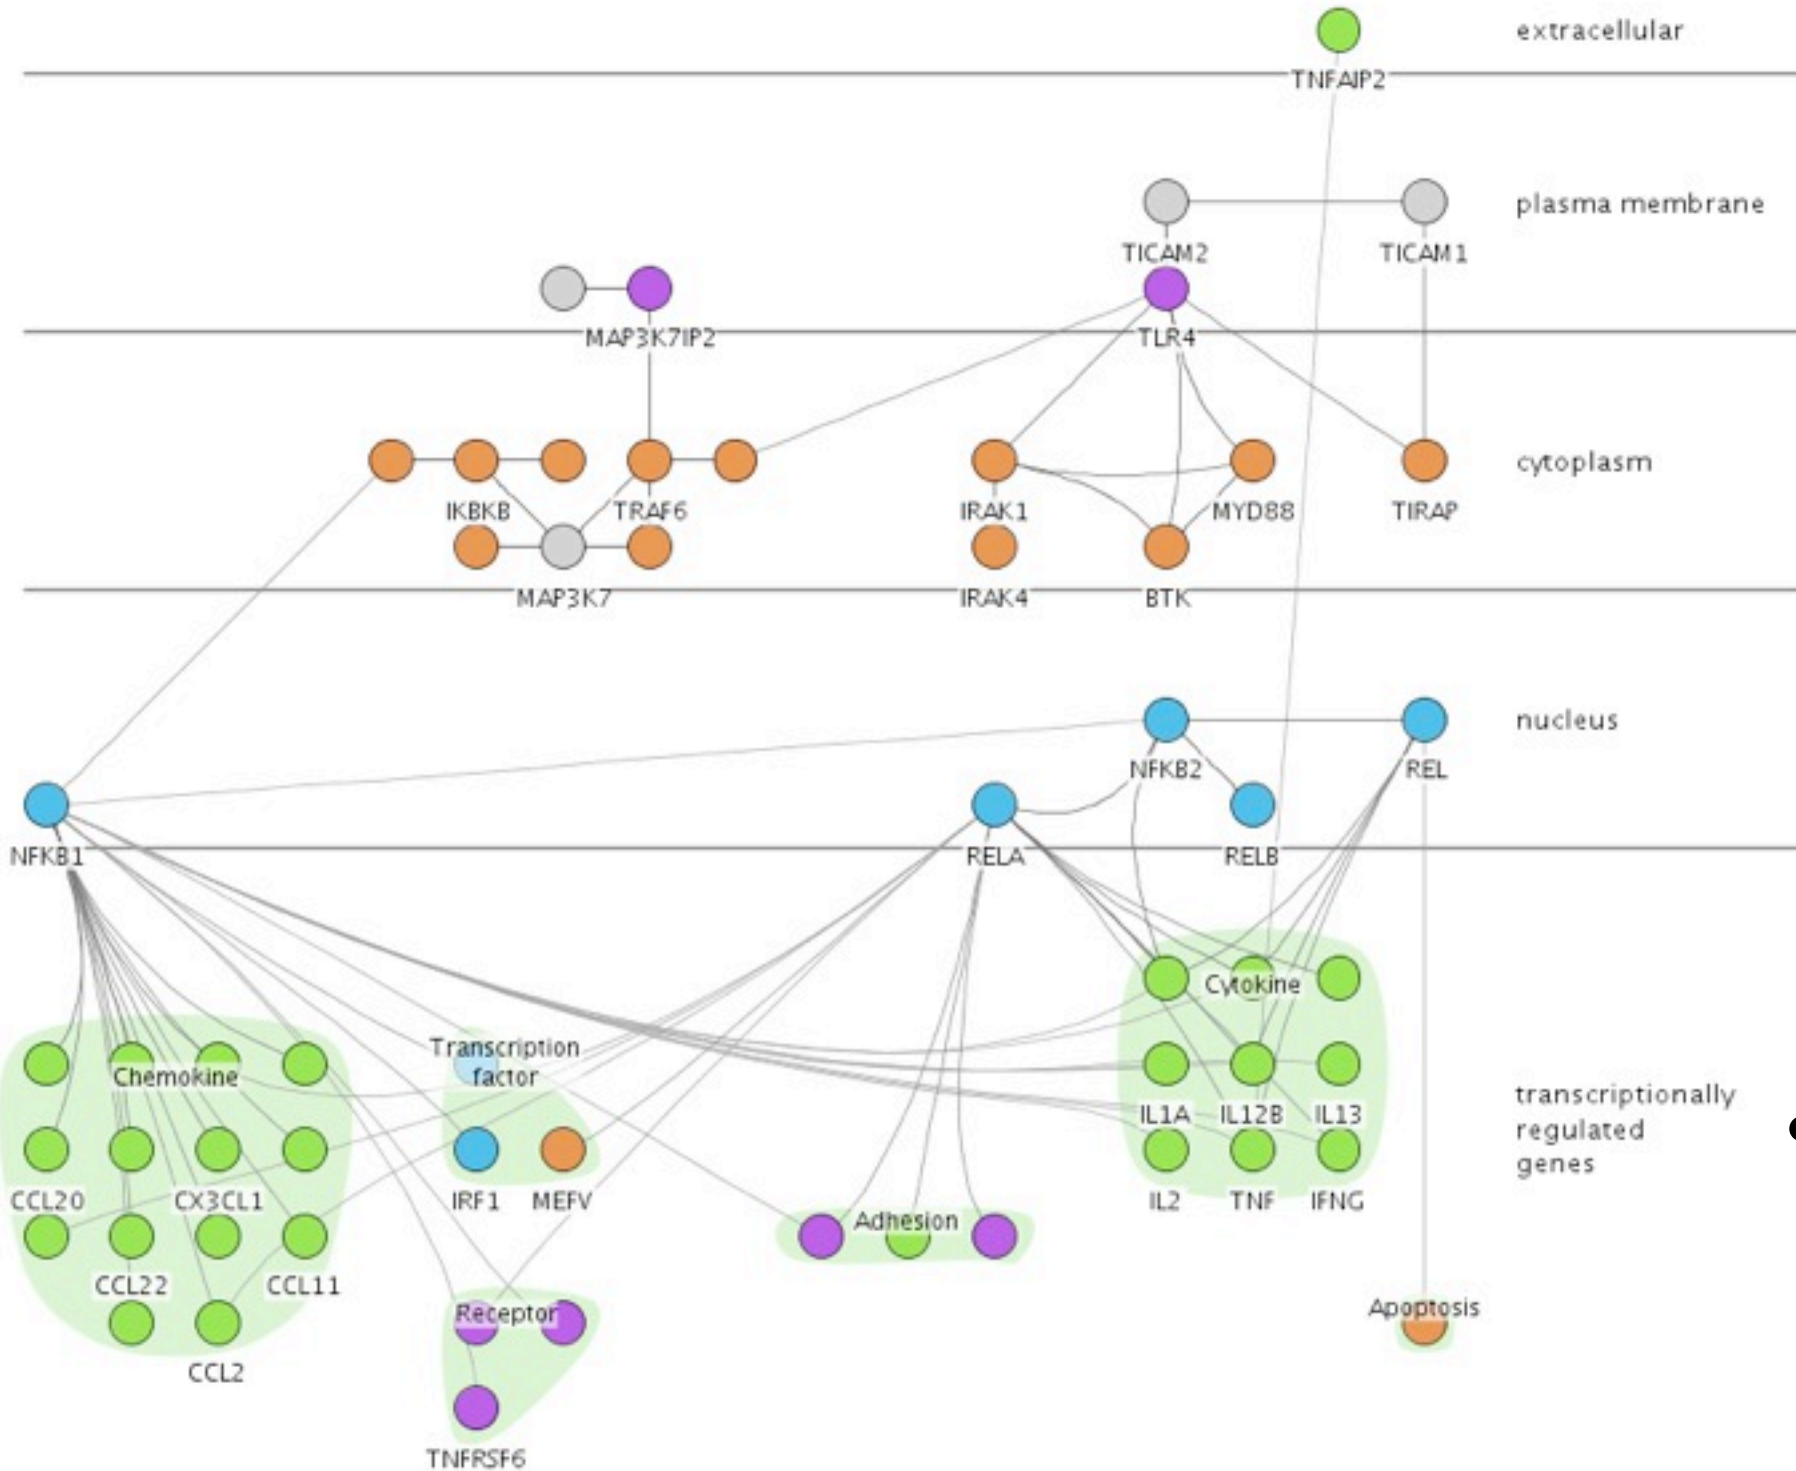 extracellular
TNFAIP2
plasma membrane
TICAM2
TICAM1
MAP3K7IP2
TLR4
cytoplasm
IKBKB
TRAF6
IRAK1
MYD88
TIRAP
MAP3K7
IRAK4
BTK
nucleus
NFKB2
REL
NFKB1
RELA
RELB
Cytokine
Transcription
factor
Chemokine
IL1A
IL12B
IL13
transcriptionally
regulated
genes
CCL20
CX3CL1
IRF1
MEFV
IL2
TNF
IFNG
Adhesion
CCL22
CCL11
Receptor
Apoptosis
CCL2
TNFRSF6